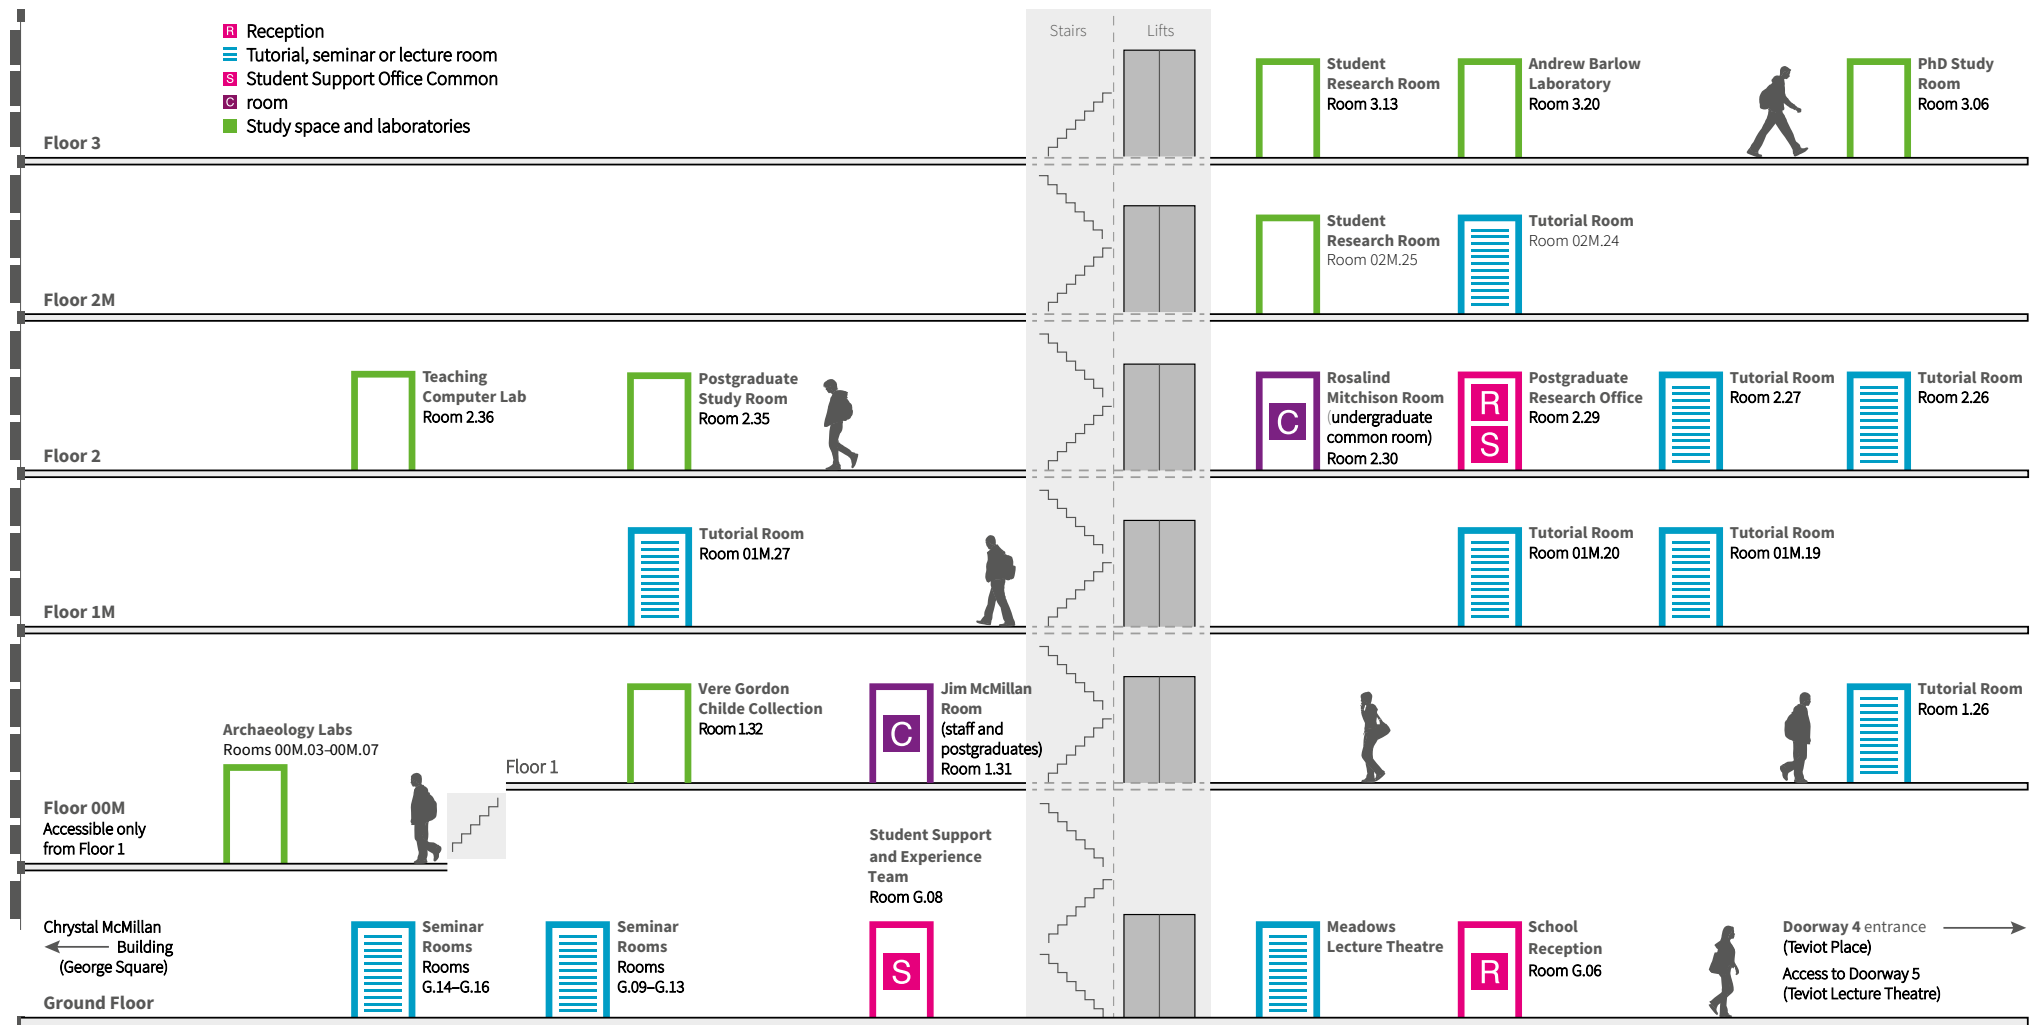 R Reception
Tutorial, seminar or lecture room
S Student Support Office Common
C room
Study space and laboratories
Stairs
Lifts
Floor 3
Student
Research Room
Room 3.13
Andrew Barlow
Laboratory
Room 3.20
PhD Study
Room
Room 3.06
Floor 2M
Student
Research Room
Room 02M.25
Tutorial Room
Room 02M.24
Floor 2
Teaching
Computer Lab
Room 2.36
Postgraduate
Study Room
Room 2.35
C
Rosalind
Mitchison Room
(undergraduate
common room)
Room 2.30
R
S
Postgraduate
Research Office
Room 2.29
Tutorial Room
Room 2.27
Tutorial Room
Room 2.26
Floor 1M
Tutorial Room
Room 01M.27
Tutorial Room
Room 01M.20
Tutorial Room
Room 01M.19
Floor 1
Vere Gordon
Childe Collection
Room 1.32
C
Jim McMillan
Room
(staff and
postgraduates)
Room 1.31
Tutorial Room
Room 1.26
Archaeology Labs
Rooms 00M.03–00M.07
Floor 00M
Accessible only
from Floor 1
Chrystal McMillan
Building
(George Square)
Ground Floor
Seminar
Rooms
Rooms
G.14–G.16
Seminar
Rooms
Rooms
G.09–G.13
Student Support
and Experience
Team
Room G.08
S
Meadows
Lecture Theatre
R
School
Reception
Room G.06
Doorway 4 entrance
(Teviot Place)
Access to Doorway 5
(Teviot Lecture Theatre)